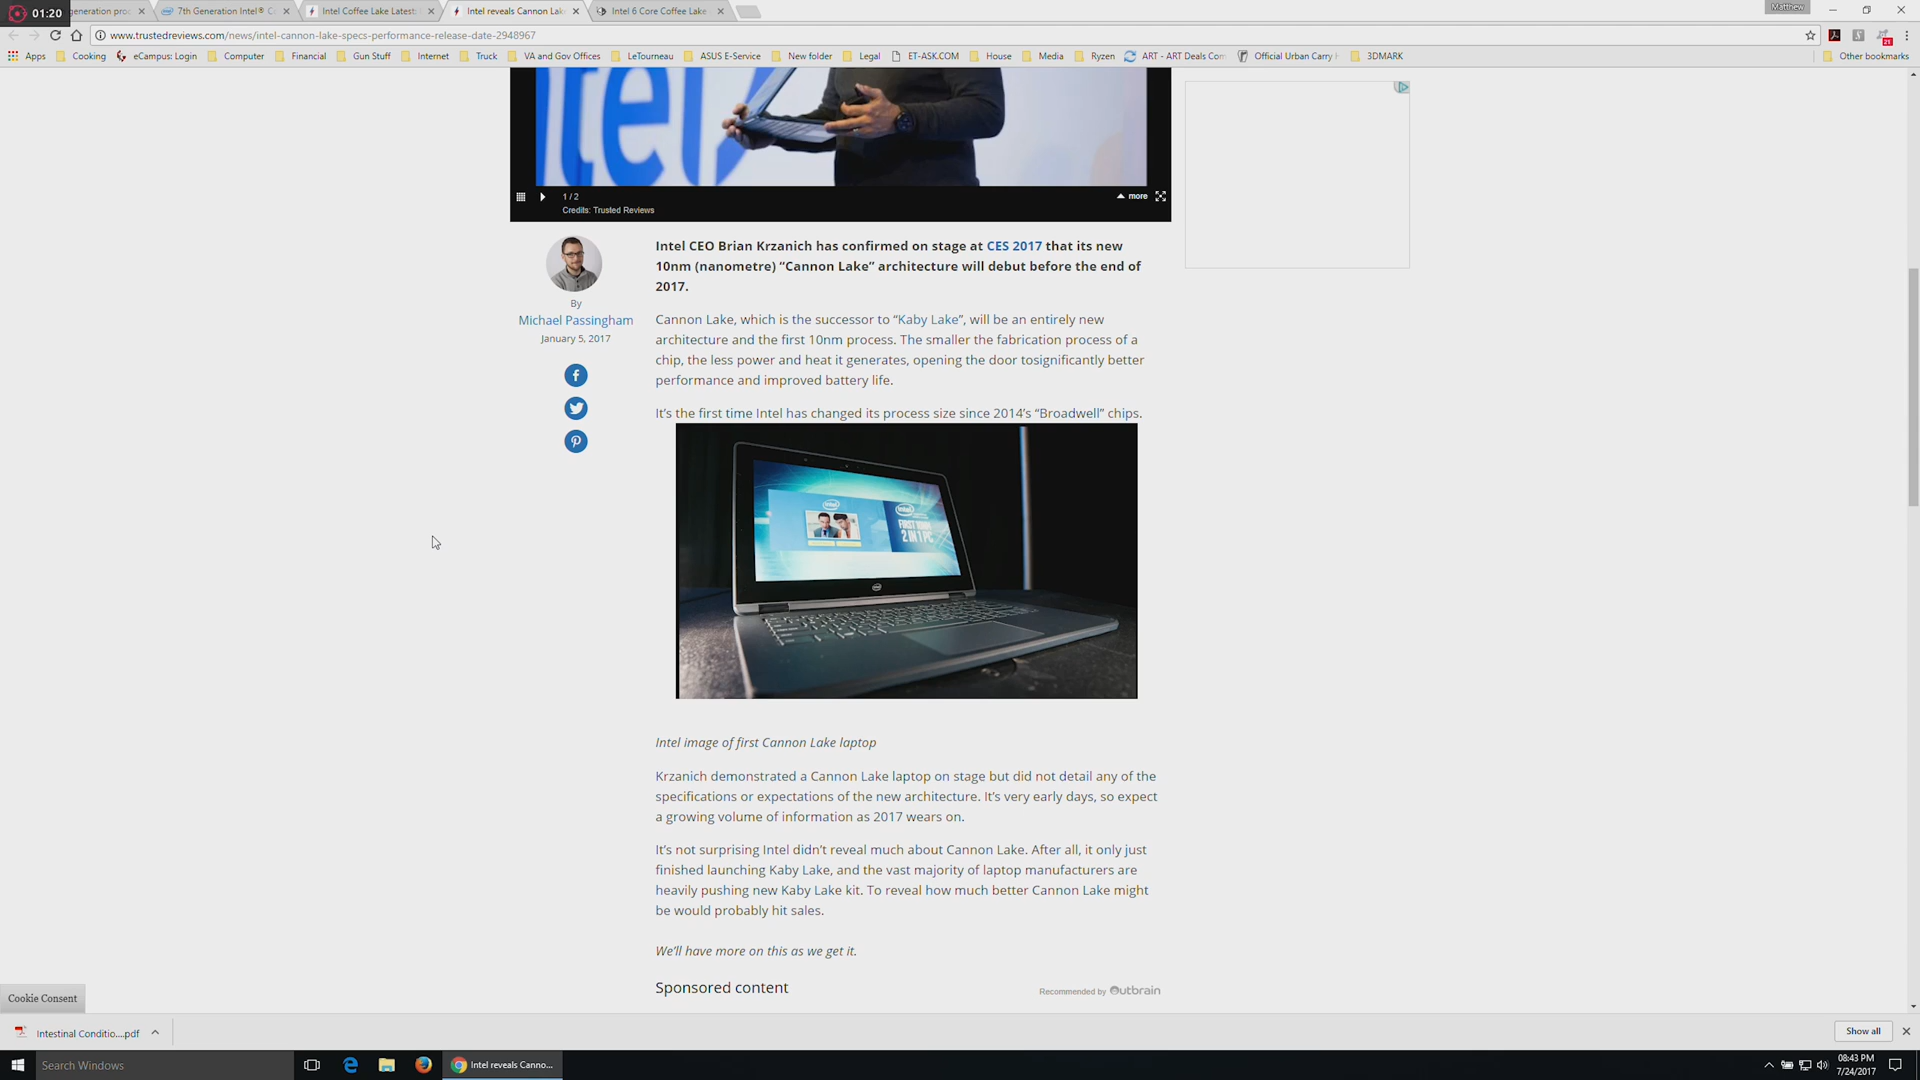 01:20
generation pro
7th Generation Intel® C
Intel Coffee Lake Latest
Intel reveals Cannon Lak
Intel 6 Core Coffee Lake
Matthew
www.trustedreviews.com/news/intel-cannon-lake-specs-performance-release-date-2948967
21
Apps
Cooking
eCampus: Login
Computer
Financial
Gun Stuff
Internet
Truck
VA and Gov Offices
LeTourneau
ASUS E-Service
New folder
Legal
ET-ASK.COM
House
Media
Ryzen
ART - ART Deals Com
Official Urban Carry
3DMARK
Other bookmarks
ntel
1 / 2
more
Credits: Trusted Reviews
By
Michael Passingham
January 5, 2017
Intel CEO Brian Krzanich has confirmed on stage at CES 2017 that its new
10nm (nanometre) “Cannon Lake” architecture will debut before the end of
2017.
Cannon Lake, which is the successor to “Kaby Lake”, will be an entirely new
architecture and the first 10nm process. The smaller the fabrication process of a
chip, the less power and heat it generates, opening the door tosignificantly better
performance and improved battery life.
It’s the first time Intel has changed its process size since 2014’s “Broadwell” chips.
intel
intel
FIRST 10NM
2 IN 1 PC
intel
Intel image of first Cannon Lake laptop
Krzanich demonstrated a Cannon Lake laptop on stage but did not detail any of the
specifications or expectations of the new architecture. It’s very early days, so expect
a growing volume of information as 2017 wears on.
It’s not surprising Intel didn’t reveal much about Cannon Lake. After all, it only just
finished launching Kaby Lake, and the vast majority of laptop manufacturers are
heavily pushing new Kaby Lake kit. To reveal how much better Cannon Lake might
be would probably hit sales.
We’ll have more on this as we get it.
Sponsored content
Recommended by Outbrain
Cookie Consent
Intestinal Conditio....pdf
Show all
Search Windows
Intel reveals Canno...
08:43 PM
7/24/2017